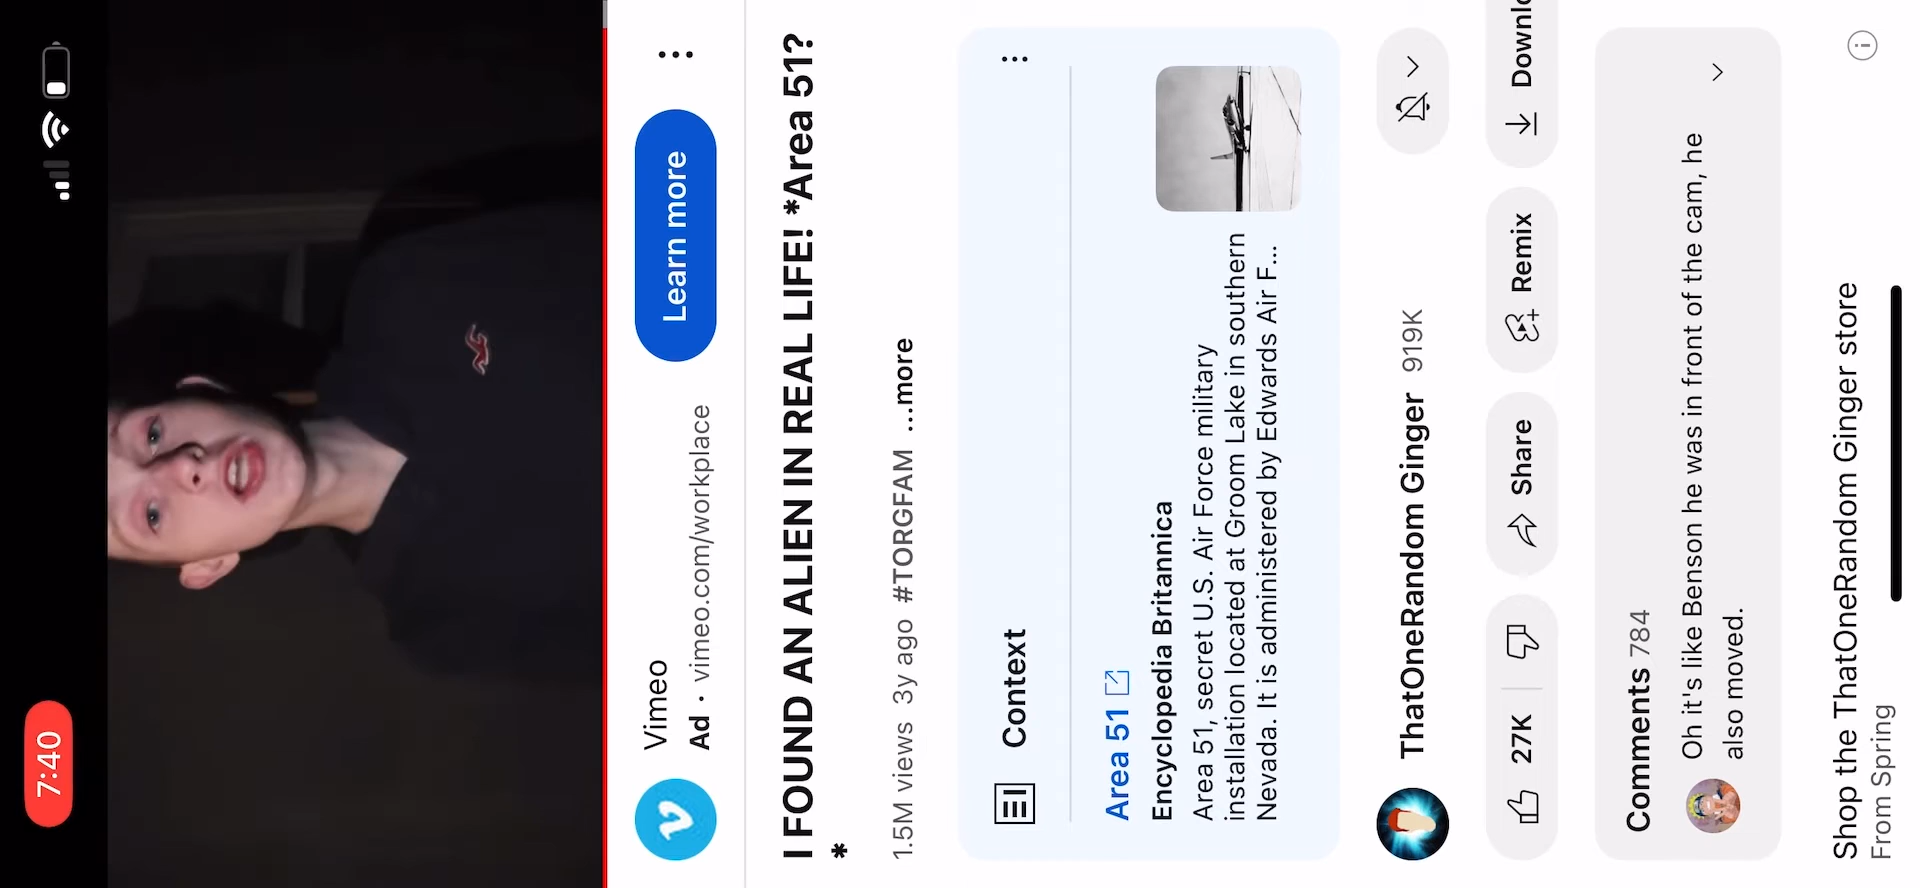 7:40
Vimeo
Ad · vimeo.com/workplace
Learn more
I FOUND AN ALIEN IN REAL LIFE! *Area 51?
*
1.5M views 3y ago #TORGFAM ...more
Context
Area 51
Encyclopedia Britannica
Area 51, secret U.S. Air Force military
installation located at Groom Lake in southern
Nevada. It is administered by Edwards Air F...
ThatOneRandom Ginger 919K
27K
Share
Remix
Downlo
Comments 784
Oh it's like Benson he was in front of the cam, he
also moved.
Shop the ThatOneRandom Ginger store
From Spring